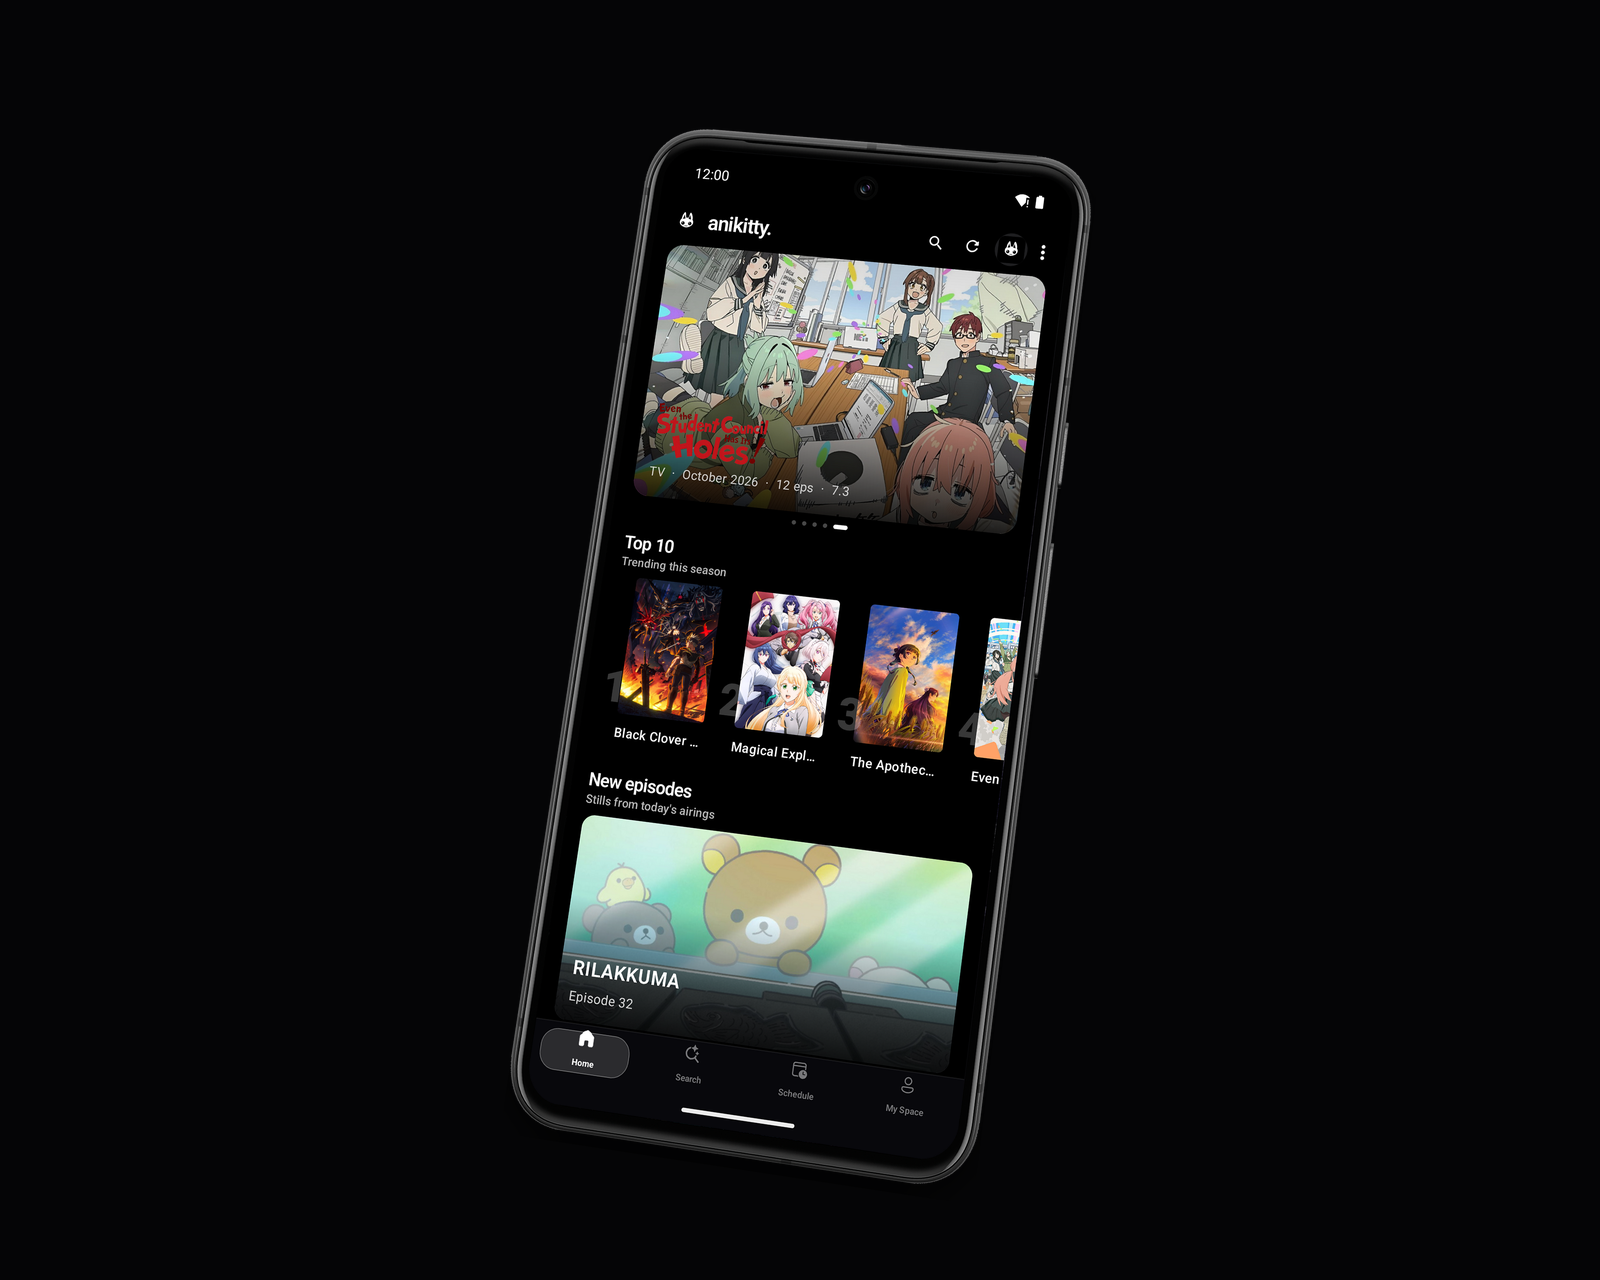 12:00
anikitty.
Even
the
Student Council
Has Its
Holes!
TV · October 2026 · 12 eps · 7.3
Top 10
Trending this season
1
2
3
4
Black Clover ...
Magical Expl...
The Apothec...
Even
New episodes
Stills from today's airings
RILAKKUMA
Episode 32
Home
Search
Schedule
My Space